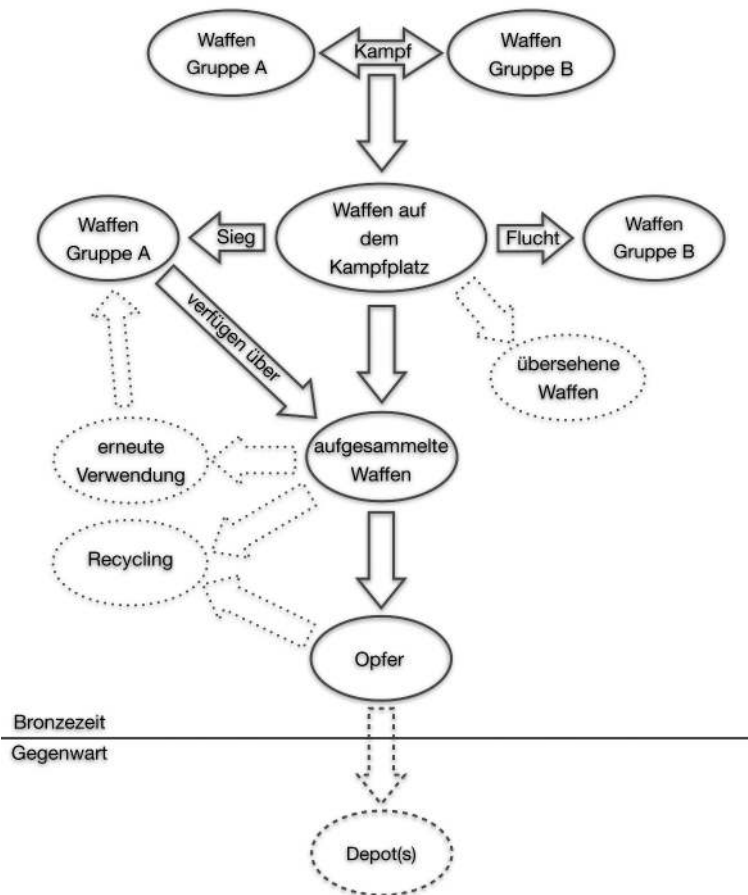 Waffen
Gruppe A
Kampf
Waffen
Gruppe B
Waffen
Gruppe A
Sieg
Waffen auf
dem
Kampfplatz
Flucht
Waffen
Gruppe B
verfügen über
übersehene
Waffen
erneute
Verwendung
aufgesammelte
Waffen
Recycling
Opfer
Bronzezeit
Gegenwart
Depot(s)